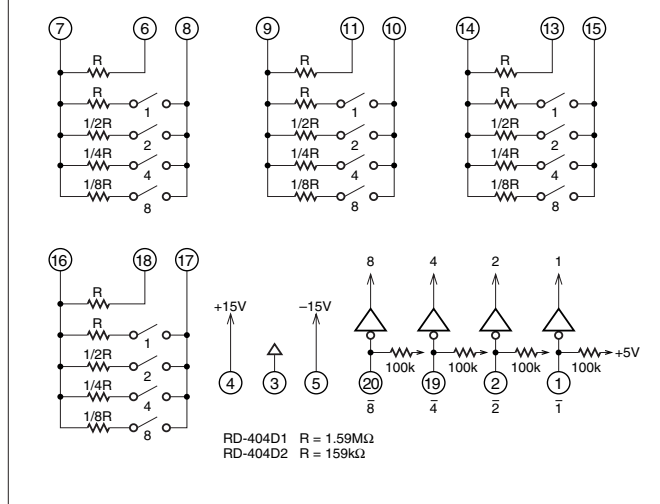 7 6 8 9 11 10 14 13 15
R R R
R 1 R 1 R 1
1/2R 2 1/2R 2 1/2R 2
1/4R 4 1/4R 4 1/4R 4
1/8R 8 1/8R 8 1/8R 8
16 18 17 8 4 2 1
R +15V −15V
R 1
1/2R 2 100k 100k 100k 100k +5V
1/4R 4 4 3 5 20 19 2 1
1/8R 8 8̅ 4̅ 2̅ 1̅
RD-404D1 R = 1.59MΩ
RD-404D2 R = 159kΩ